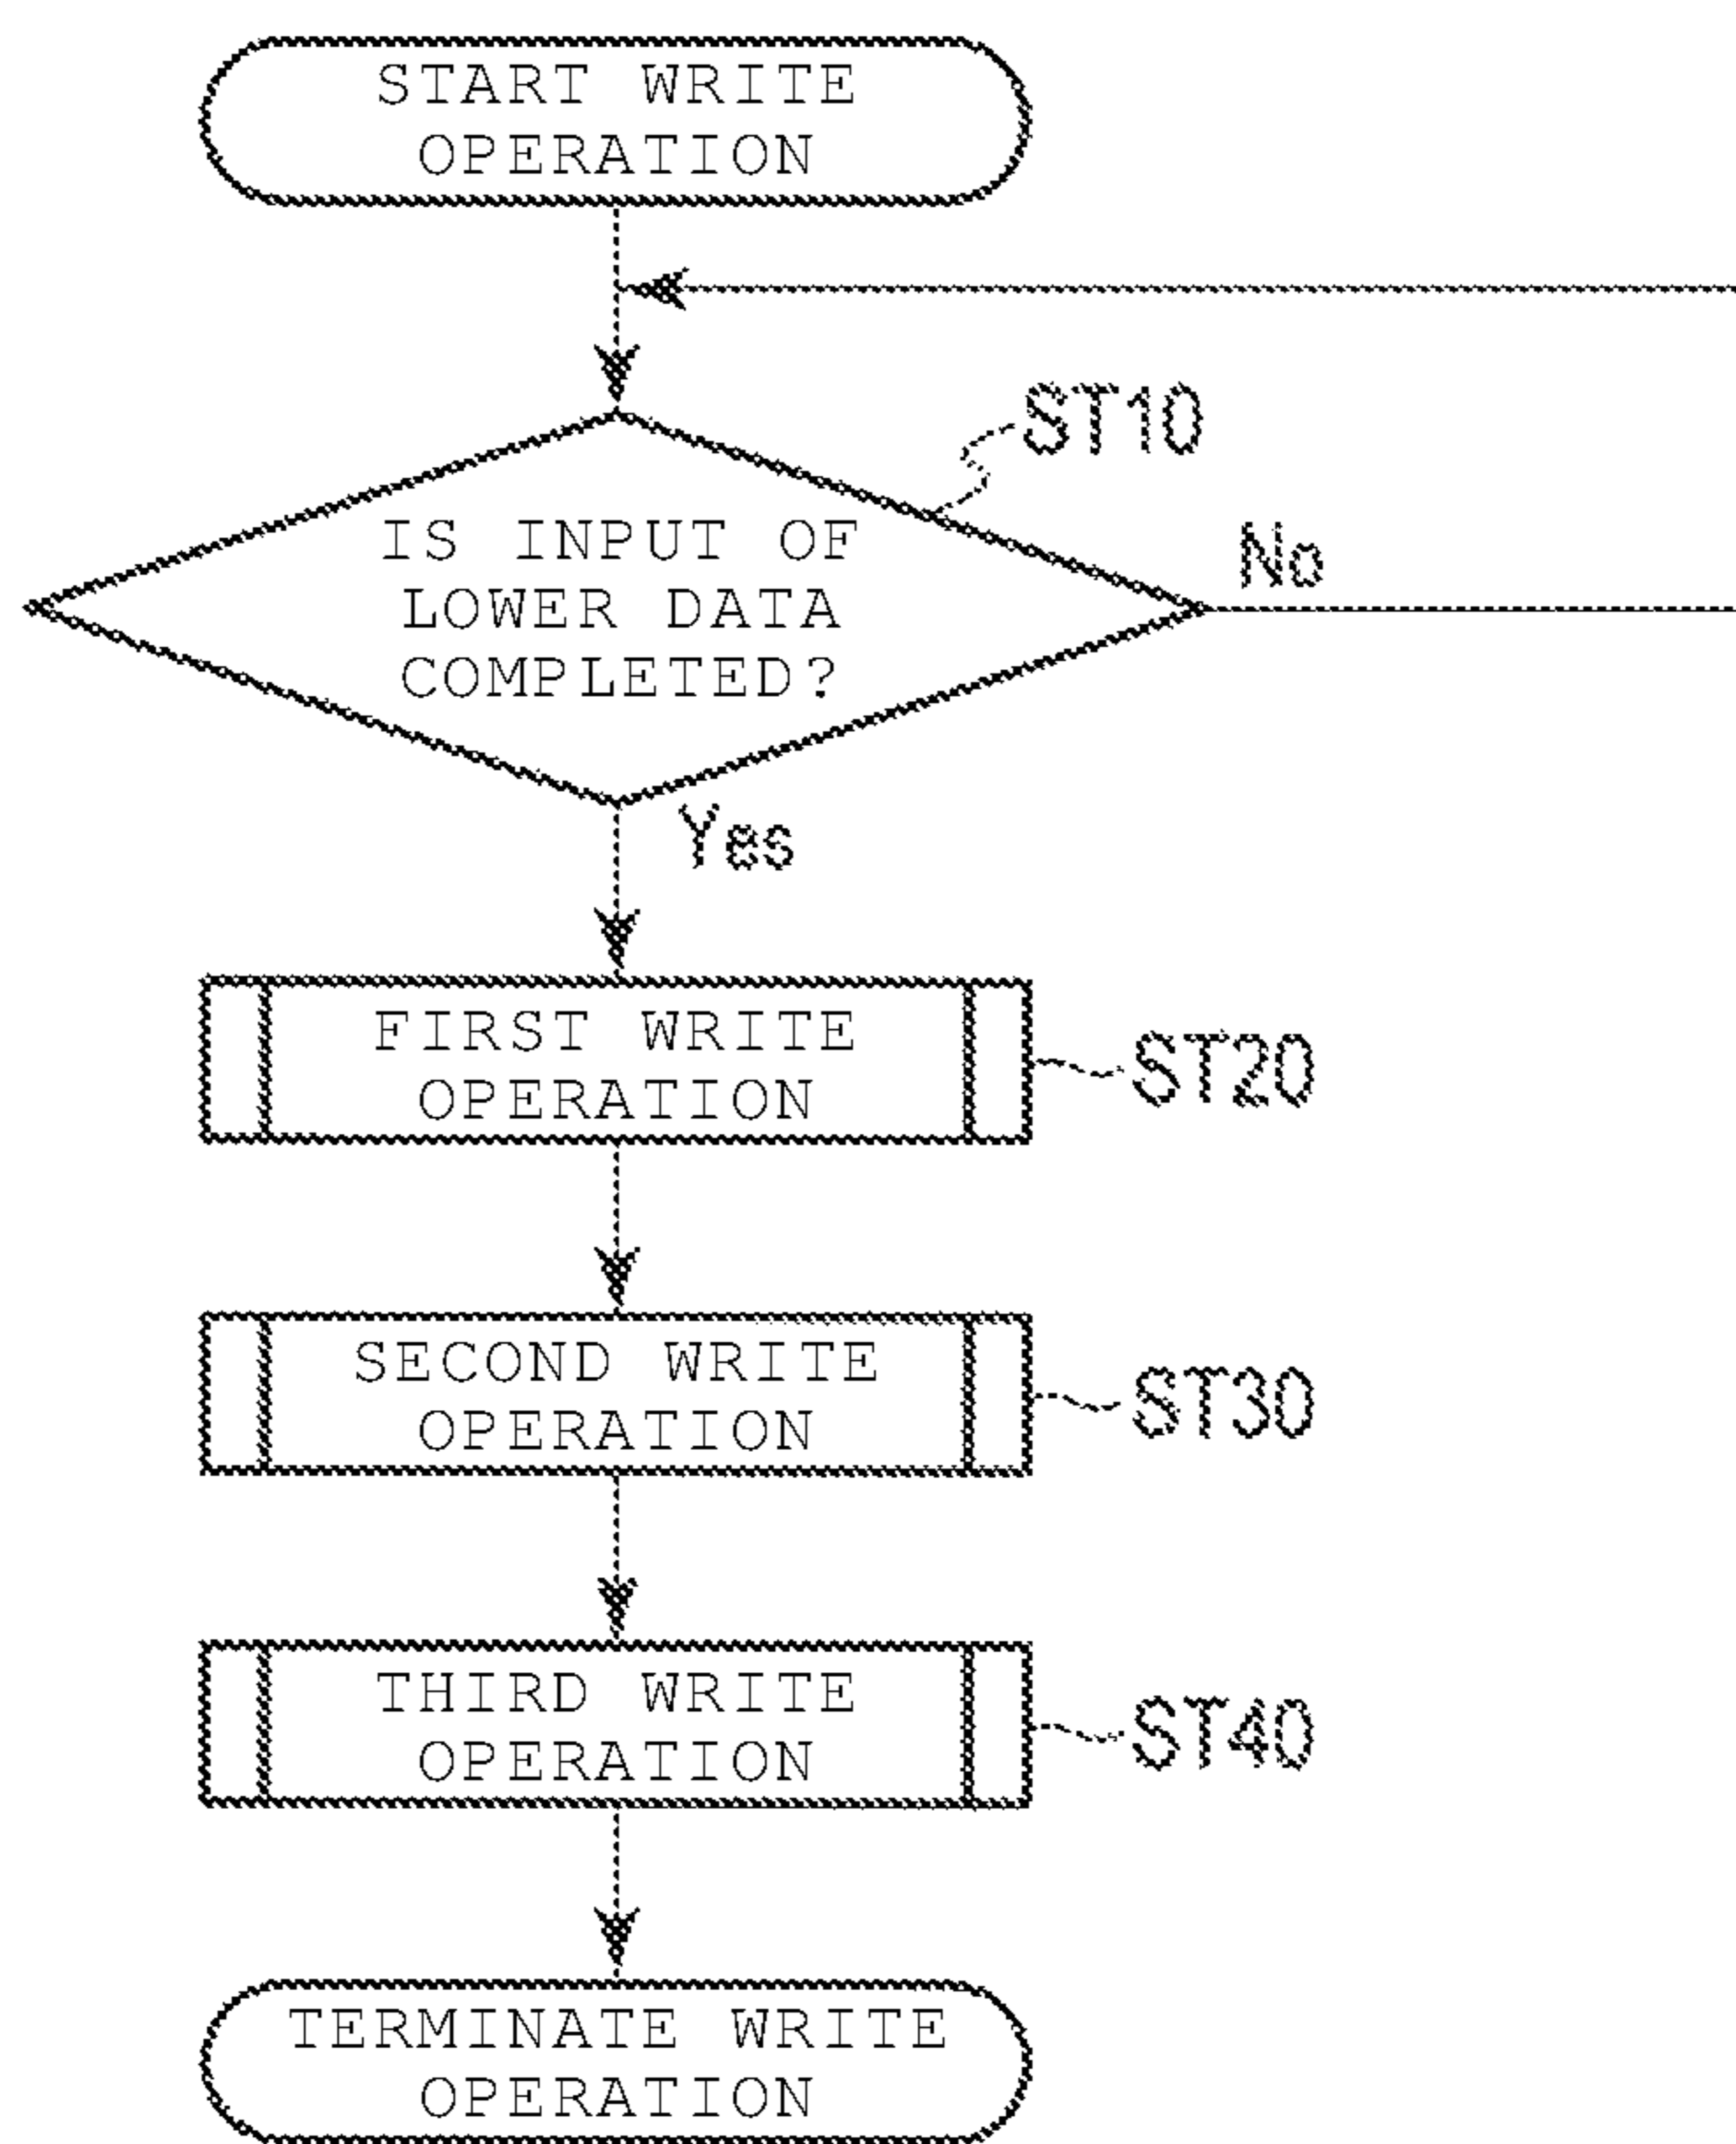 START WRITE
OPERATION
ST10
IS INPUT OF
LOWER DATA
COMPLETED?
No
Yes
FIRST WRITE
OPERATION
ST20
SECOND WRITE
OPERATION
ST30
THIRD WRITE
OPERATION
ST40
TERMINATE WRITE
OPERATION